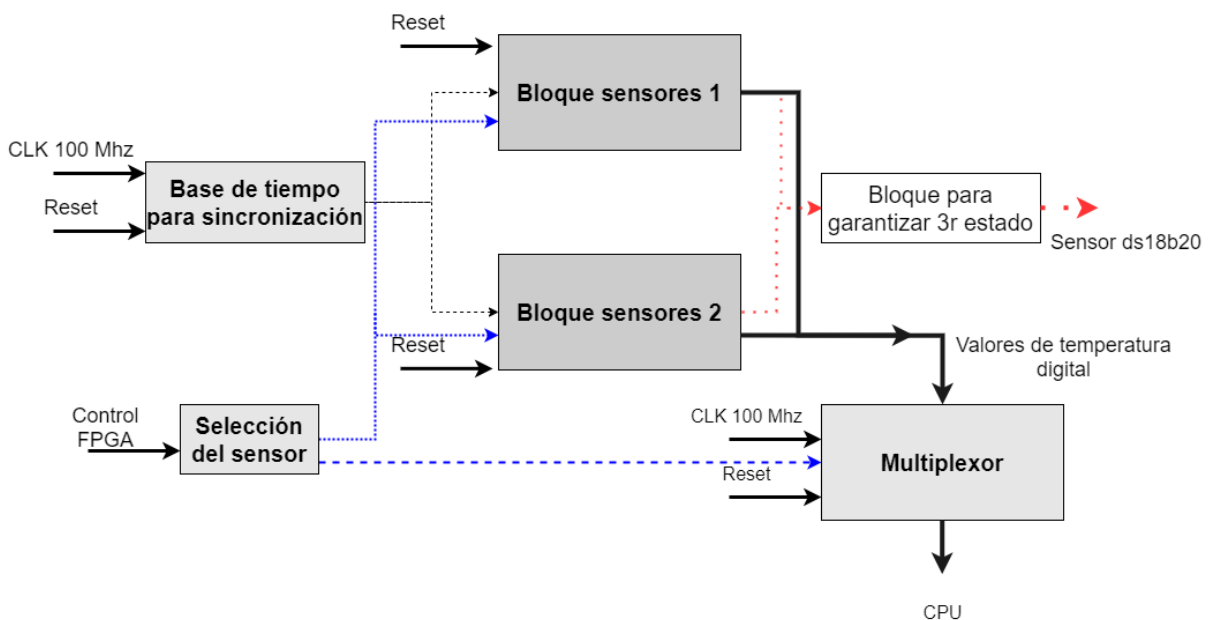 Reset
Bloque sensores 1
CLK 100 Mhz
Base de tiempo
para sincronización
Reset
Bloque para
garantizar 3r estado
Sensor ds18b20
Bloque sensores 2
Reset
Valores de temperatura
digital
Control
FPGA
Selección
del sensor
CLK 100 Mhz
Multiplexor
Reset
CPU